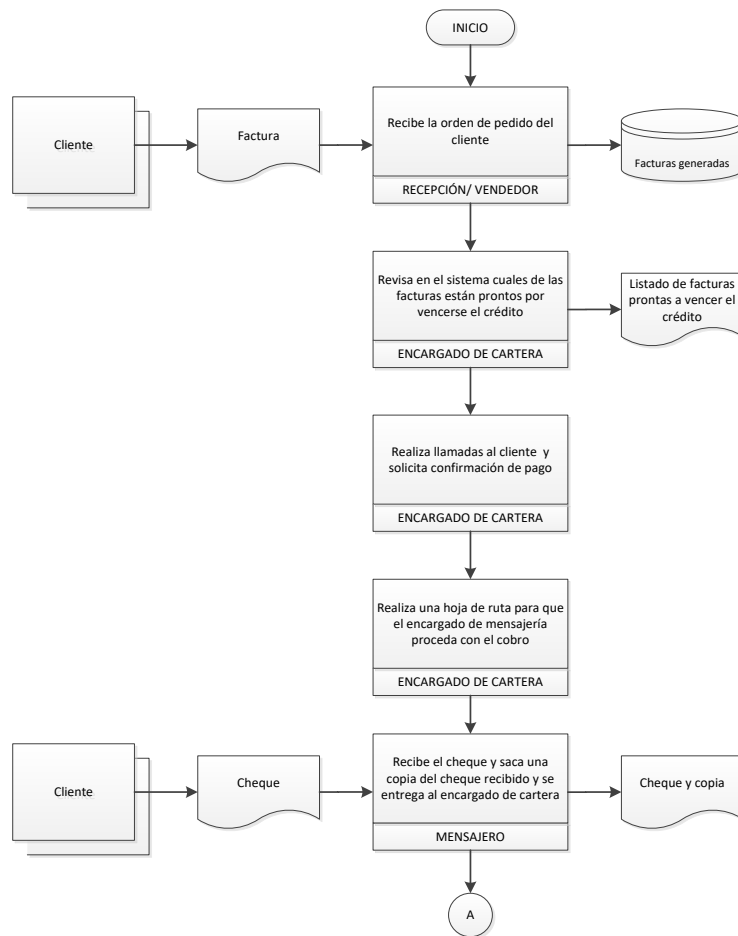 INICIO
Cliente
Factura
Recibe la orden de pedido del
cliente
RECEPCIÓN/ VENDEDOR
Facturas generadas
Revisa en el sistema cuales de las
facturas están prontos por
vencerse el crédito
ENCARGADO DE CARTERA
Listado de facturas
prontas a vencer el
crédito
Realiza llamadas al cliente y
solicita confirmación de pago
ENCARGADO DE CARTERA
Realiza una hoja de ruta para que
el encargado de mensajería
proceda con el cobro
ENCARGADO DE CARTERA
Cliente
Cheque
Recibe el cheque y saca una
copia del cheque recibido y se
entrega al encargado de cartera
MENSAJERO
Cheque y copia
A